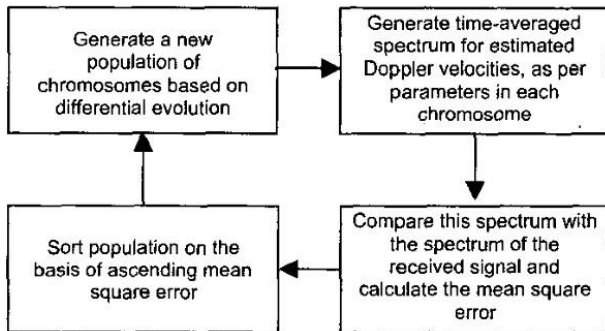 Generate a new
population of
chromosomes based on
differential evolution
Generate time-averaged
spectrum for estimated
Doppler velocities, as per
parameters in each
chromosome
Compare this spectrum with
the spectrum of the
received signal and
calculate the mean square
error
Sort population on the
basis of ascending mean
square error